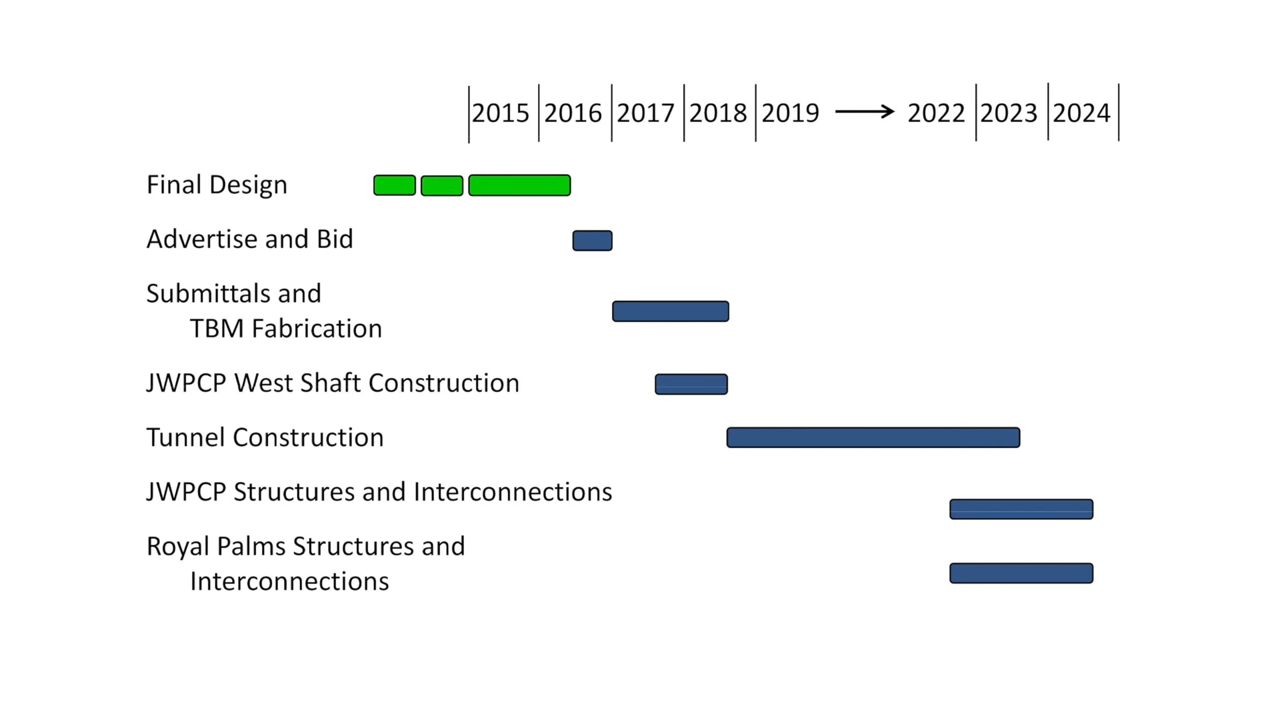 2015 2016 2017 2018 2019 → 2022 2023 2024
Final Design
Advertise and Bid
Submittals and
TBM Fabrication
JWPCP West Shaft Construction
Tunnel Construction
JWPCP Structures and Interconnections
Royal Palms Structures and
Interconnections